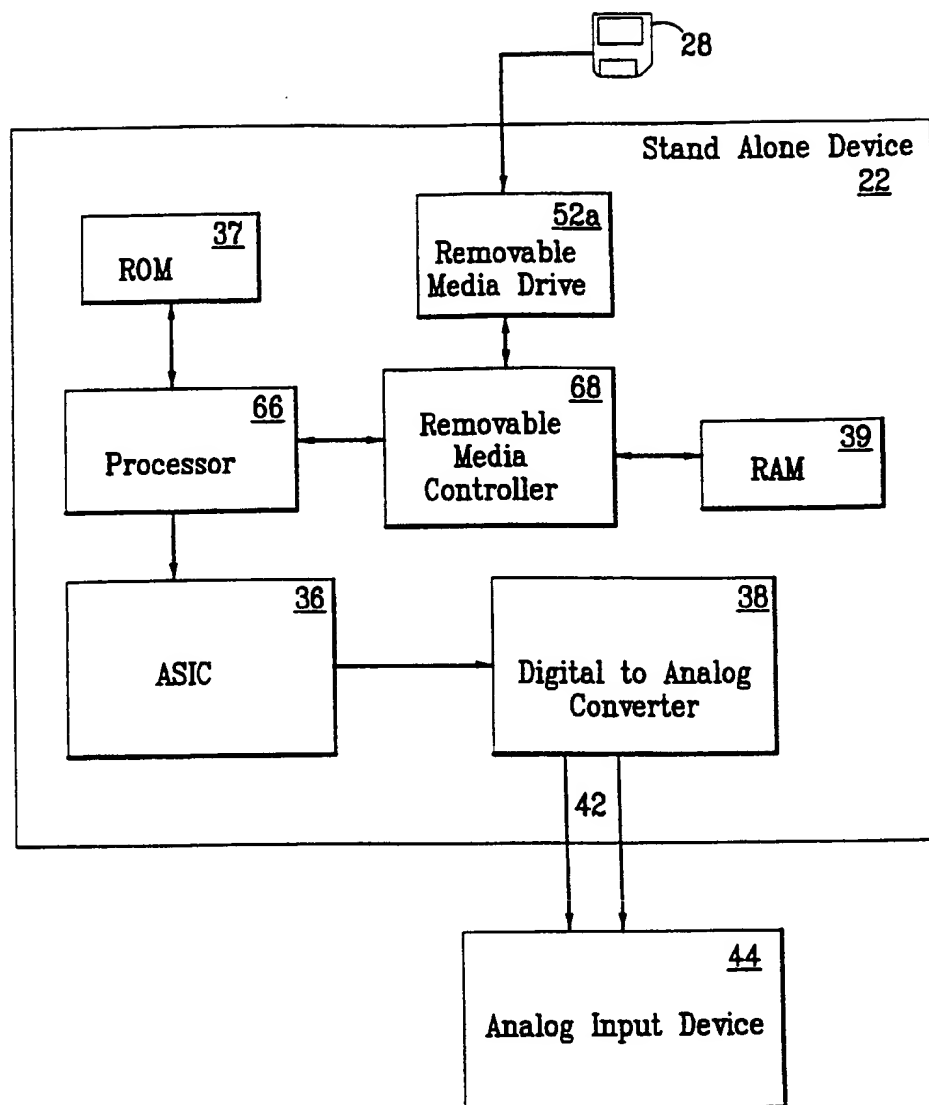 28
Stand Alone Device
22
52a
Removable
Media Drive
37
ROM
66
Processor
68
Removable
Media
Controller
39
RAM
36
ASIC
38
Digital to Analog
Converter
42
44
Analog Input Device